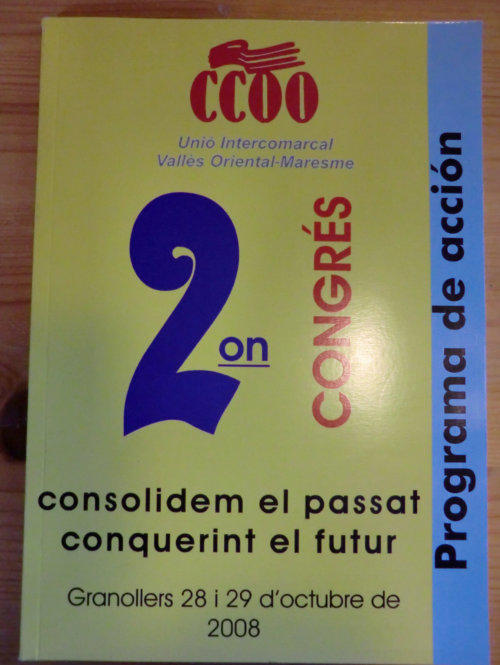 CCOO
Unió Intercomarcal
Vallès Oriental-Maresme
2on
CONGRÉS
consolidem el passat
conquerint el futur
Granollers 28 i 29 d'octubre de
2008
Programa de acción